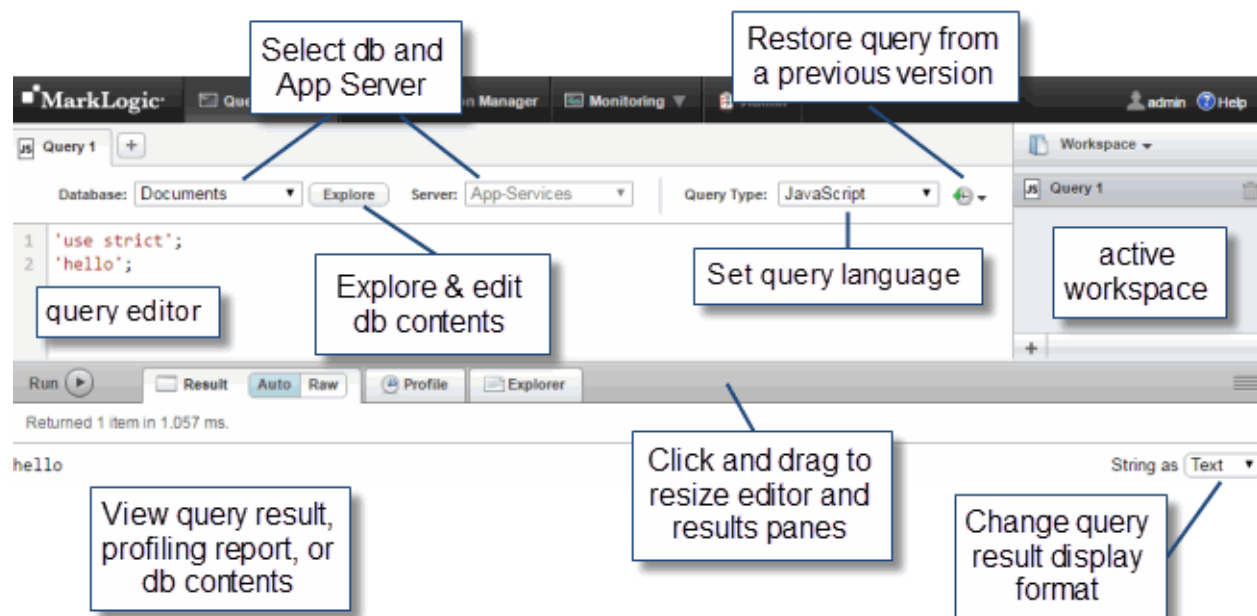 Select db and
App Server
Restore query from
a previous version
MarkLogic
Manager
Monitoring
admin
Help
Query 1
+
Workspace
Database:
Documents
Explore
Server:
App-Services
Query Type:
JavaScript
JS Query 1
1 'use strict';
2 'hello';
query editor
Explore & edit
db contents
Set query language
active
workspace
+
Run
Result
Auto
Raw
Profile
Explorer
Returned 1 item in 1.057 ms.
hello
String as
Text
View query result,
profiling report, or
db contents
Click and drag to
resize editor and
results panes
Change query
result display
format